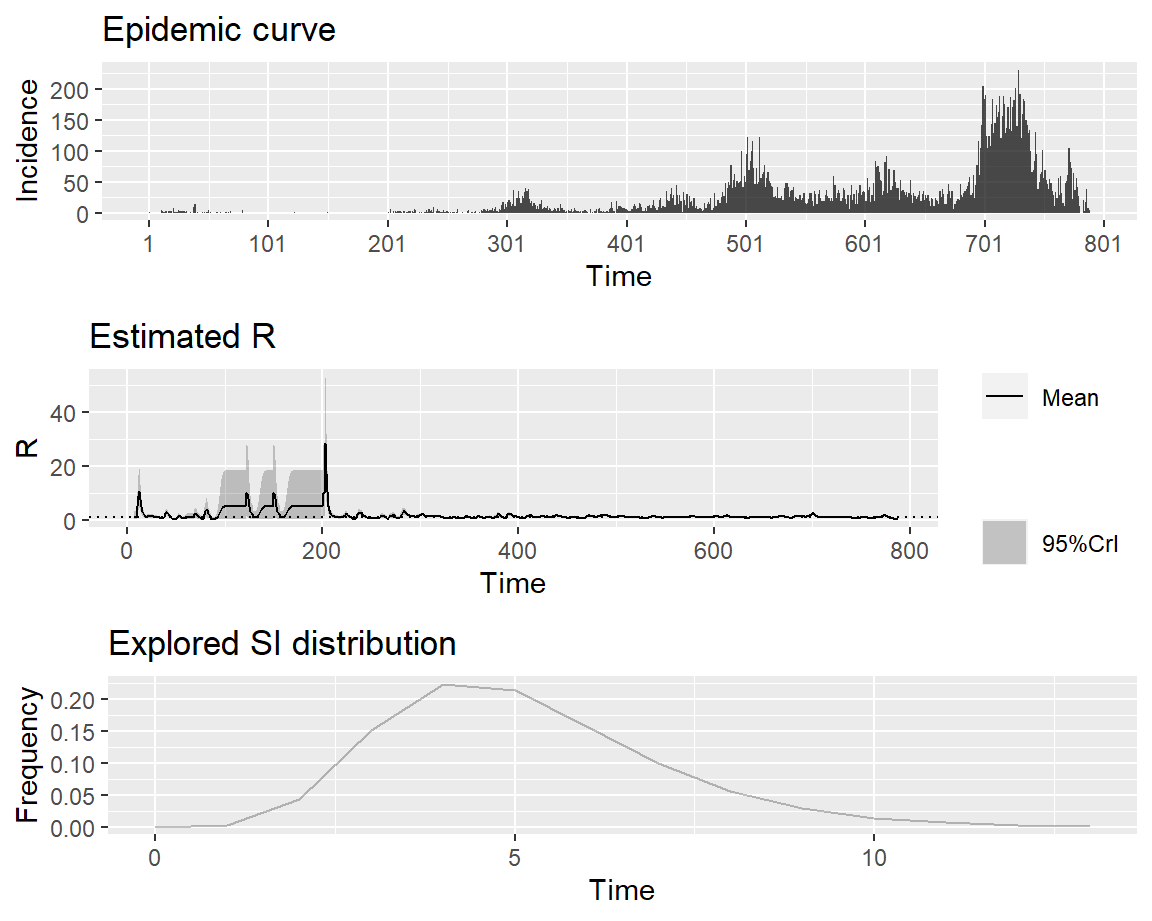 Epidemic curve
Incidence
200
150
100
50
0
1 101 201 301 401 501 601 701 801
Time
Estimated R
R
40
20
0
0 200 400 600 800
Time
Mean
95%CrI
Explored SI distribution
Frequency
0.20
0.15
0.10
0.05
0.00
0 5 10
Time